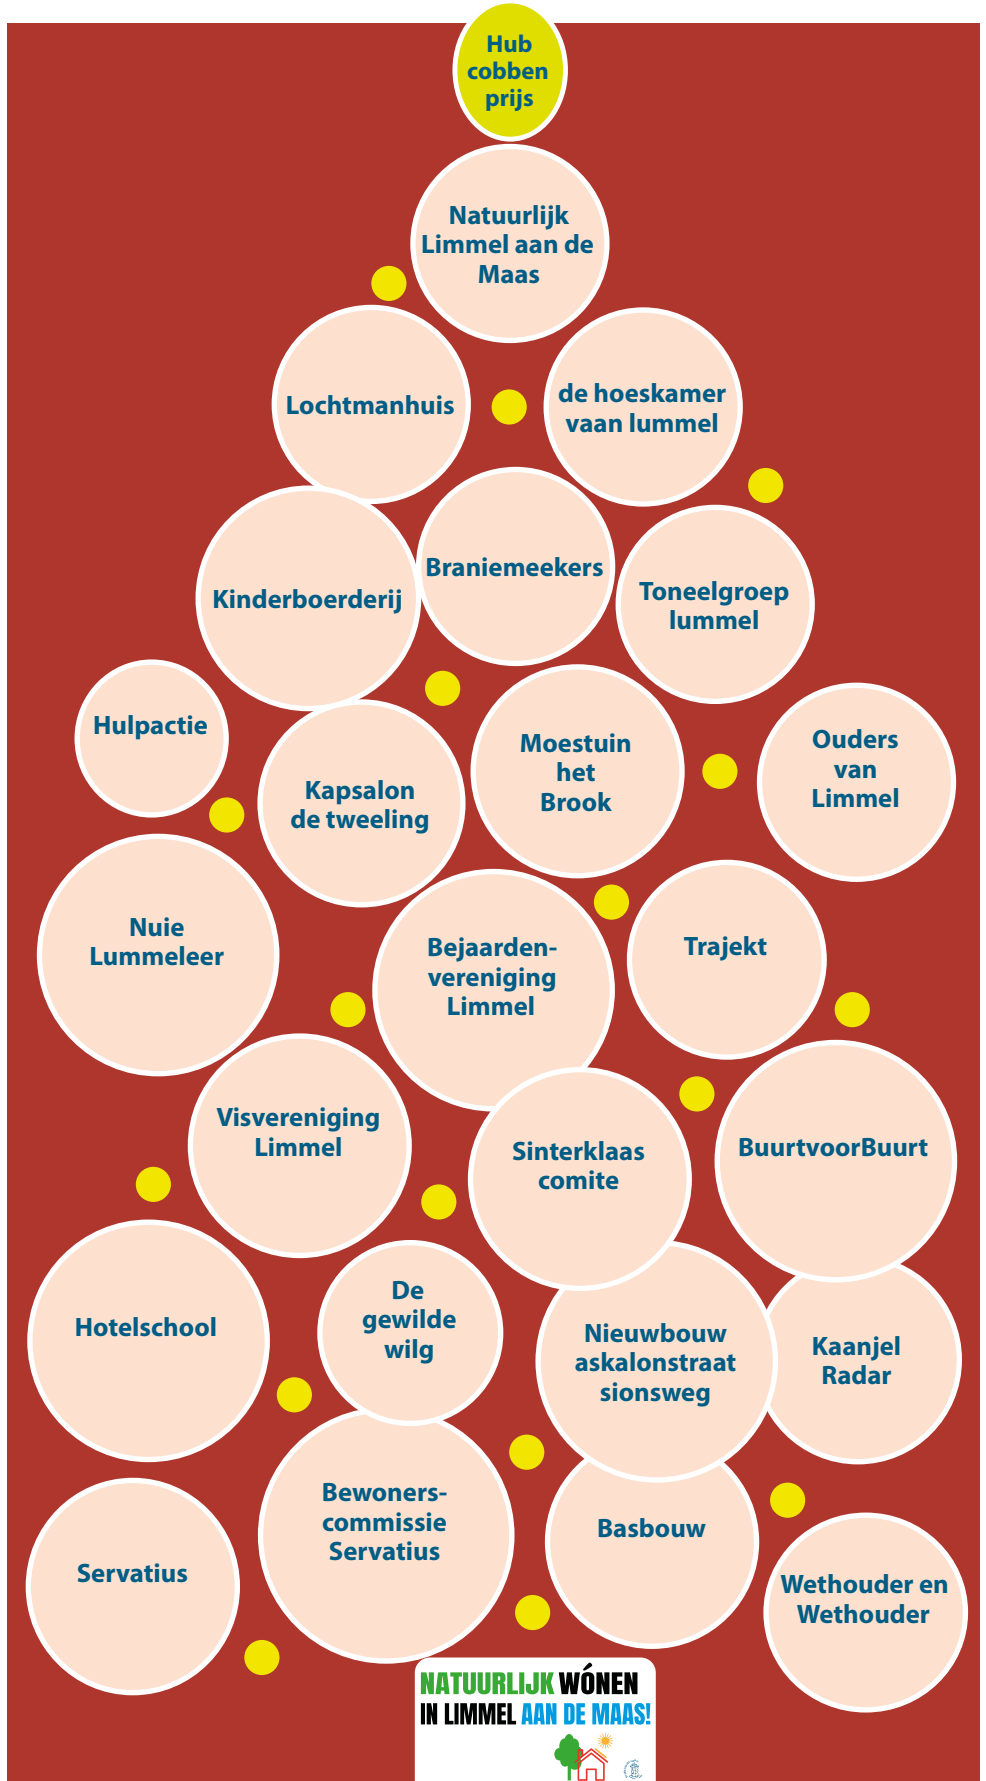 Hub
cobben
prijs
Natuurlijk
Limmel aan de
Maas
Lochtmanhuis
de hoeskamer
vaan lummel
Kinderboerderij
Braniemeekers
Toneelgroep
lummel
Hulpactie
Kapsalon
de tweeling
Moestuin
het
Brook
Ouders
van
Limmel
Nuie
Lummeleer
Bejaarden-
vereniging
Limmel
Trajekt
Visvereniging
Limmel
Sinterklaas
comite
BuurtvoorBuurt
Hotelschool
De
gewilde
wilg
Nieuwbouw
askalonstraat
sionsweg
Kaanjel
Radar
Servatius
Bewoners-
commissie
Servatius
Basbouw
Wethouder en
Wethouder
NATUURLIJK WÓNEN
IN LIMMEL AAN DE MAAS!